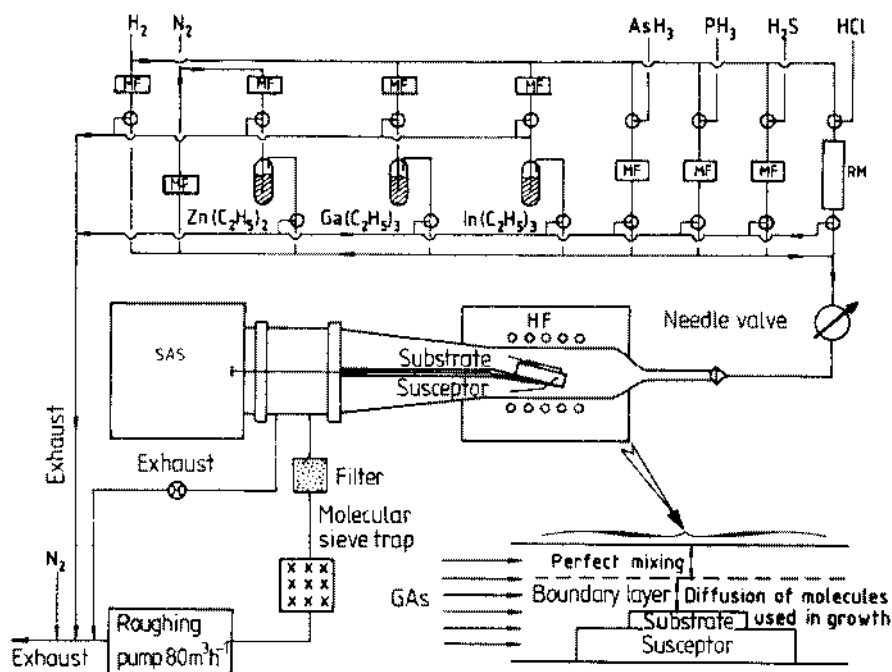 H₂ N₂ AsH₃ PH₃ H₂S HCl
MF MF MF MF
MF MF MF MF RM
Zn(C₂H₅)₂ Ga(C₂H₅)₃ In(C₂H₅)₃
SAS
HF
Needle valve
Substrate
Susceptor
Exhaust
Exhaust
Filter
Molecular
sieve trap
N₂
Roughing
pump 80m³h⁻¹
Exhaust
GAs
Perfect mixing
Boundary layer
Diffusion of molecules
used in growth
Substrate
Susceptor